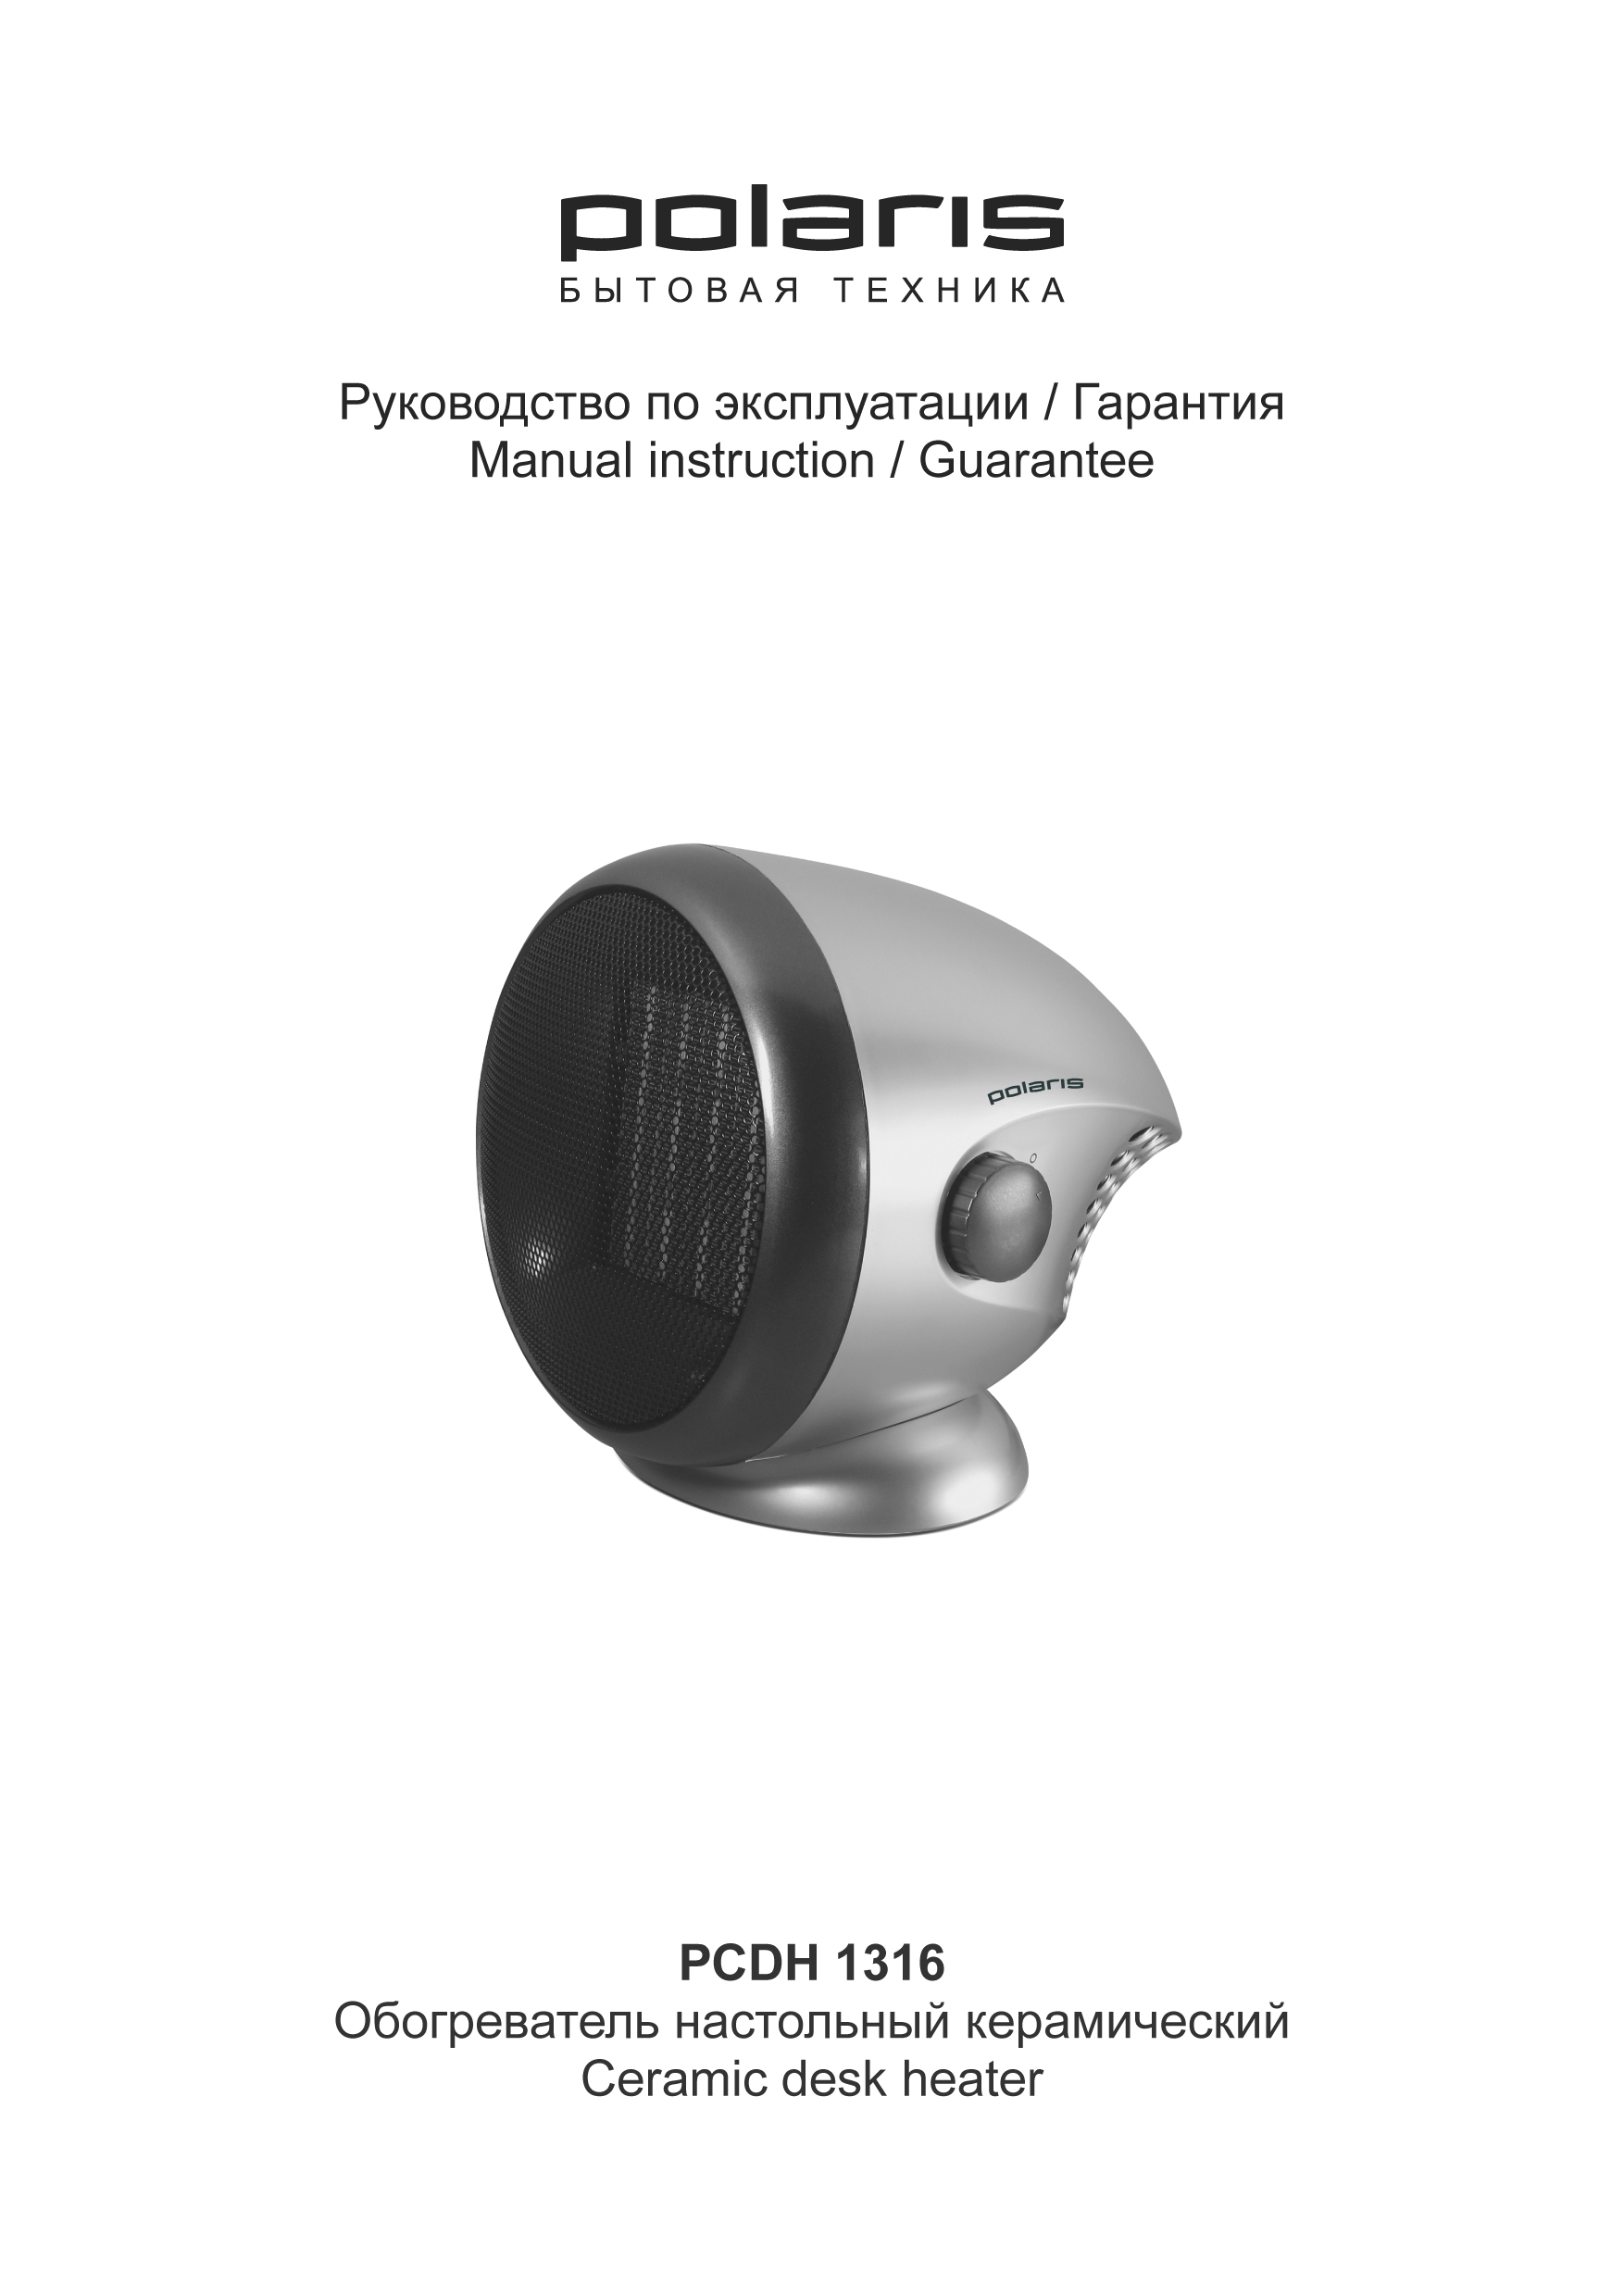 polaris
БЫТОВАЯ ТЕХНИКА
Руководство по эксплуатации / Гарантия
Manual instruction / Guarantee
polaris
PCDH 1316
Обогреватель настольный керамический
Ceramic desk heater